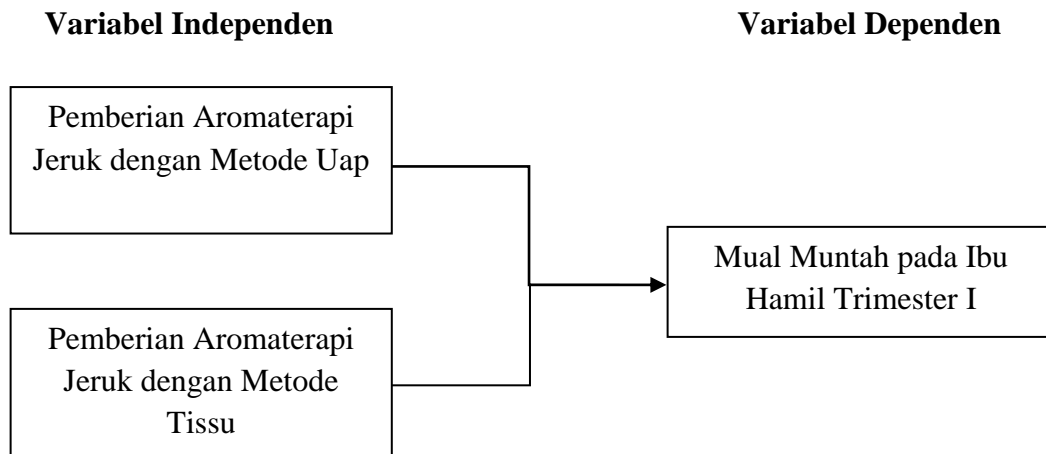 Variabel Independen
Variabel Dependen
Pemberian Aromaterapi
Jeruk dengan Metode Uap
Mual Muntah pada Ibu
Hamil Trimester I
Pemberian Aromaterapi
Jeruk dengan Metode
Tissu